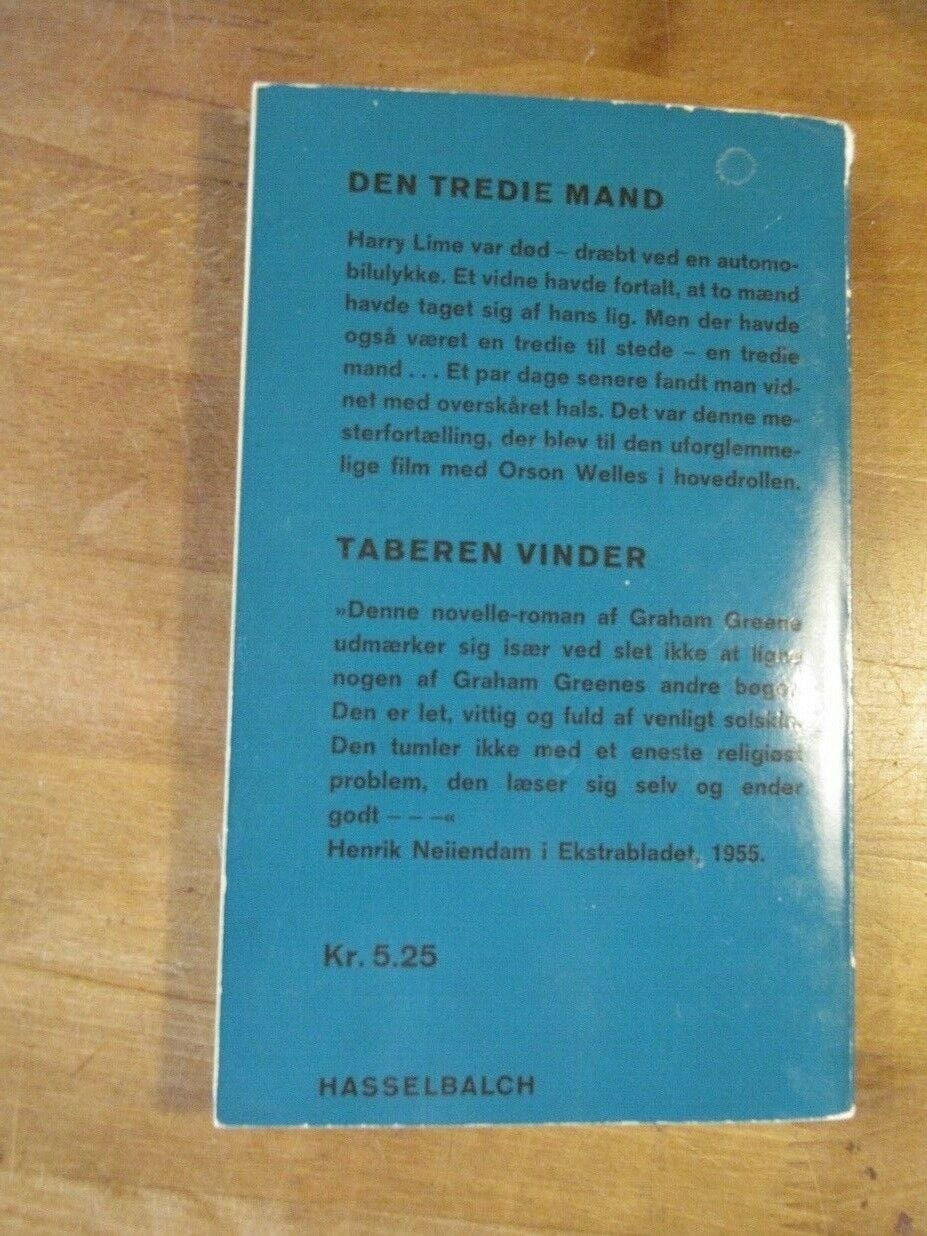 DEN TREDIE MAND
Harry Lime var død – dræbt ved en automo-
bilulykke. Et vidne havde fortalt, at to mænd
havde taget sig af hans lig. Men der havde
også været en tredie til stede – en tredie
mand . . . Et par dage senere fandt man vid-
net med overskåret hals. Det var denne me-
sterfortælling, der blev til den uforglemme-
lige film med Orson Welles i hovedrollen.
TABEREN VINDER
»Denne novelle-roman af Graham Greene
udmærker sig især ved slet ikke at ligne
nogen af Graham Greenes andre bøger.
Den er let, vittig og fuld af venligt solskin.
Den tumler ikke med et eneste religiøst
problem, den læser sig selv og ender
godt – – –«
Henrik Neiiendam i Ekstrabladet, 1955.
Kr. 5.25
HASSELBALCH